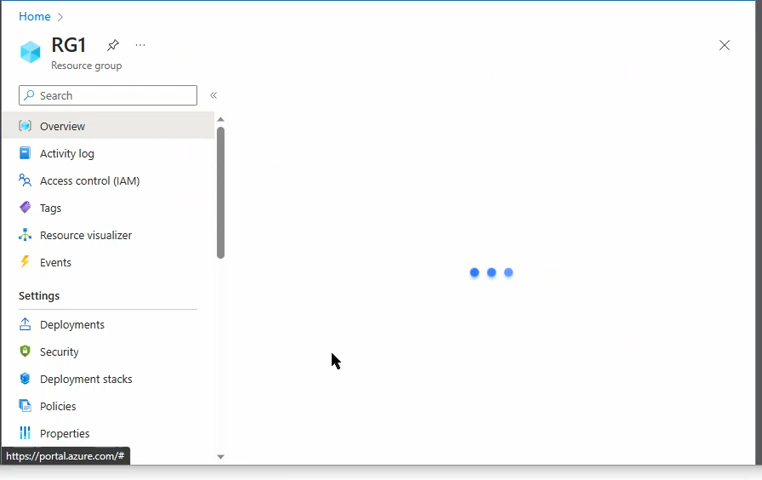 Home
RG1
Resource group
Search
Overview
Activity log
Access control (IAM)
Tags
Resource visualizer
Events
Settings
Deployments
Security
Deployment stacks
Policies
Properties
https://portal.azure.com/#